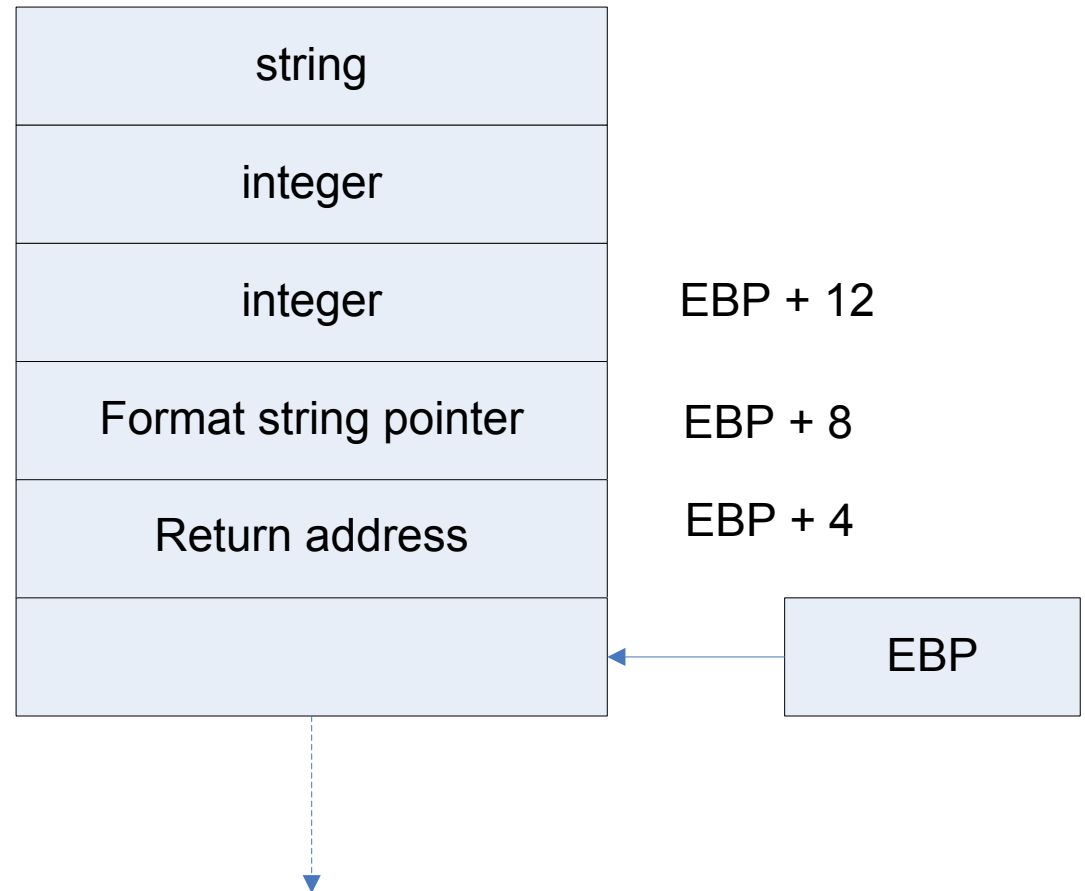 string
integer
integer
EBP + 12
Format string pointer
EBP + 8
Return address
EBP + 4
EBP